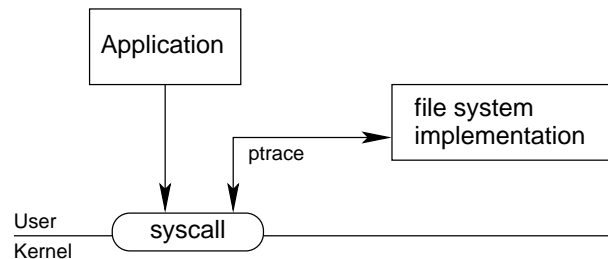 Application
file system
implementation
ptrace
User
syscall
Kernel